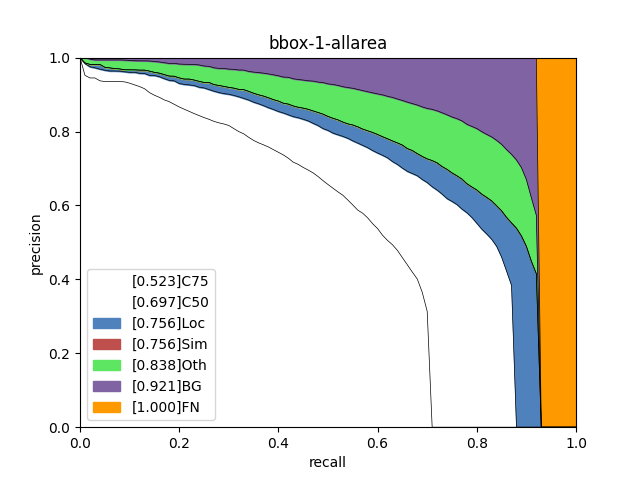 bbox-1-allarea
1.0
0.8
0.6
0.4
0.2
0.0
precision
[0.523]C75
[0.697]C50
[0.756]Loc
[0.756]Sim
[0.838]Oth
[0.921]BG
[1.000]FN
0.0 0.2 0.4 0.6 0.8 1.0
recall